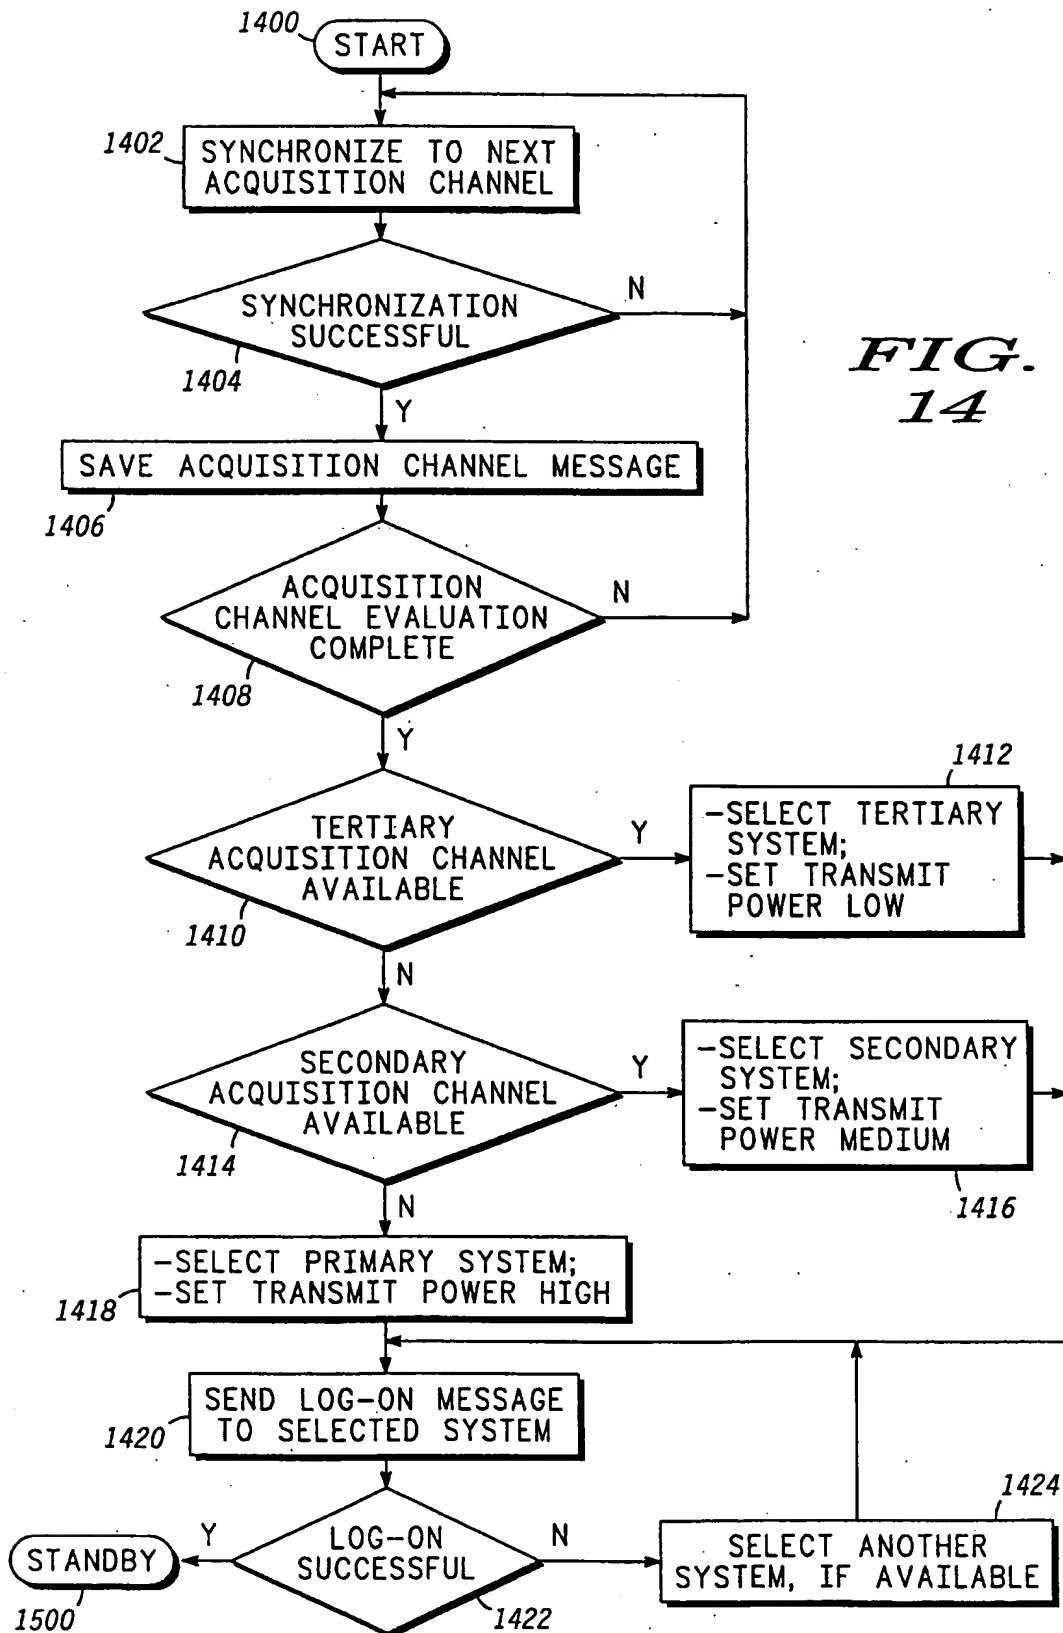 1400
START
1402
SYNCHRONIZE TO NEXT
ACQUISITION CHANNEL
SYNCHRONIZATION
SUCCESSFUL
N
1404
Y
FIG.
14
SAVE ACQUISITION CHANNEL MESSAGE
1406
ACQUISITION
CHANNEL EVALUATION
COMPLETE
N
1408
Y
TERTIARY
ACQUISITION CHANNEL
AVAILABLE
Y
1410
N
1412
-SELECT TERTIARY
SYSTEM;
-SET TRANSMIT
POWER LOW
SECONDARY
ACQUISITION CHANNEL
AVAILABLE
Y
1414
N
-SELECT SECONDARY
SYSTEM;
-SET TRANSMIT
POWER MEDIUM
1416
-SELECT PRIMARY SYSTEM;
-SET TRANSMIT POWER HIGH
1418
SEND LOG-ON MESSAGE
TO SELECTED SYSTEM
1420
LOG-ON
SUCCESSFUL
Y
N
1422
STANDBY
1500
1424
SELECT ANOTHER
SYSTEM, IF AVAILABLE